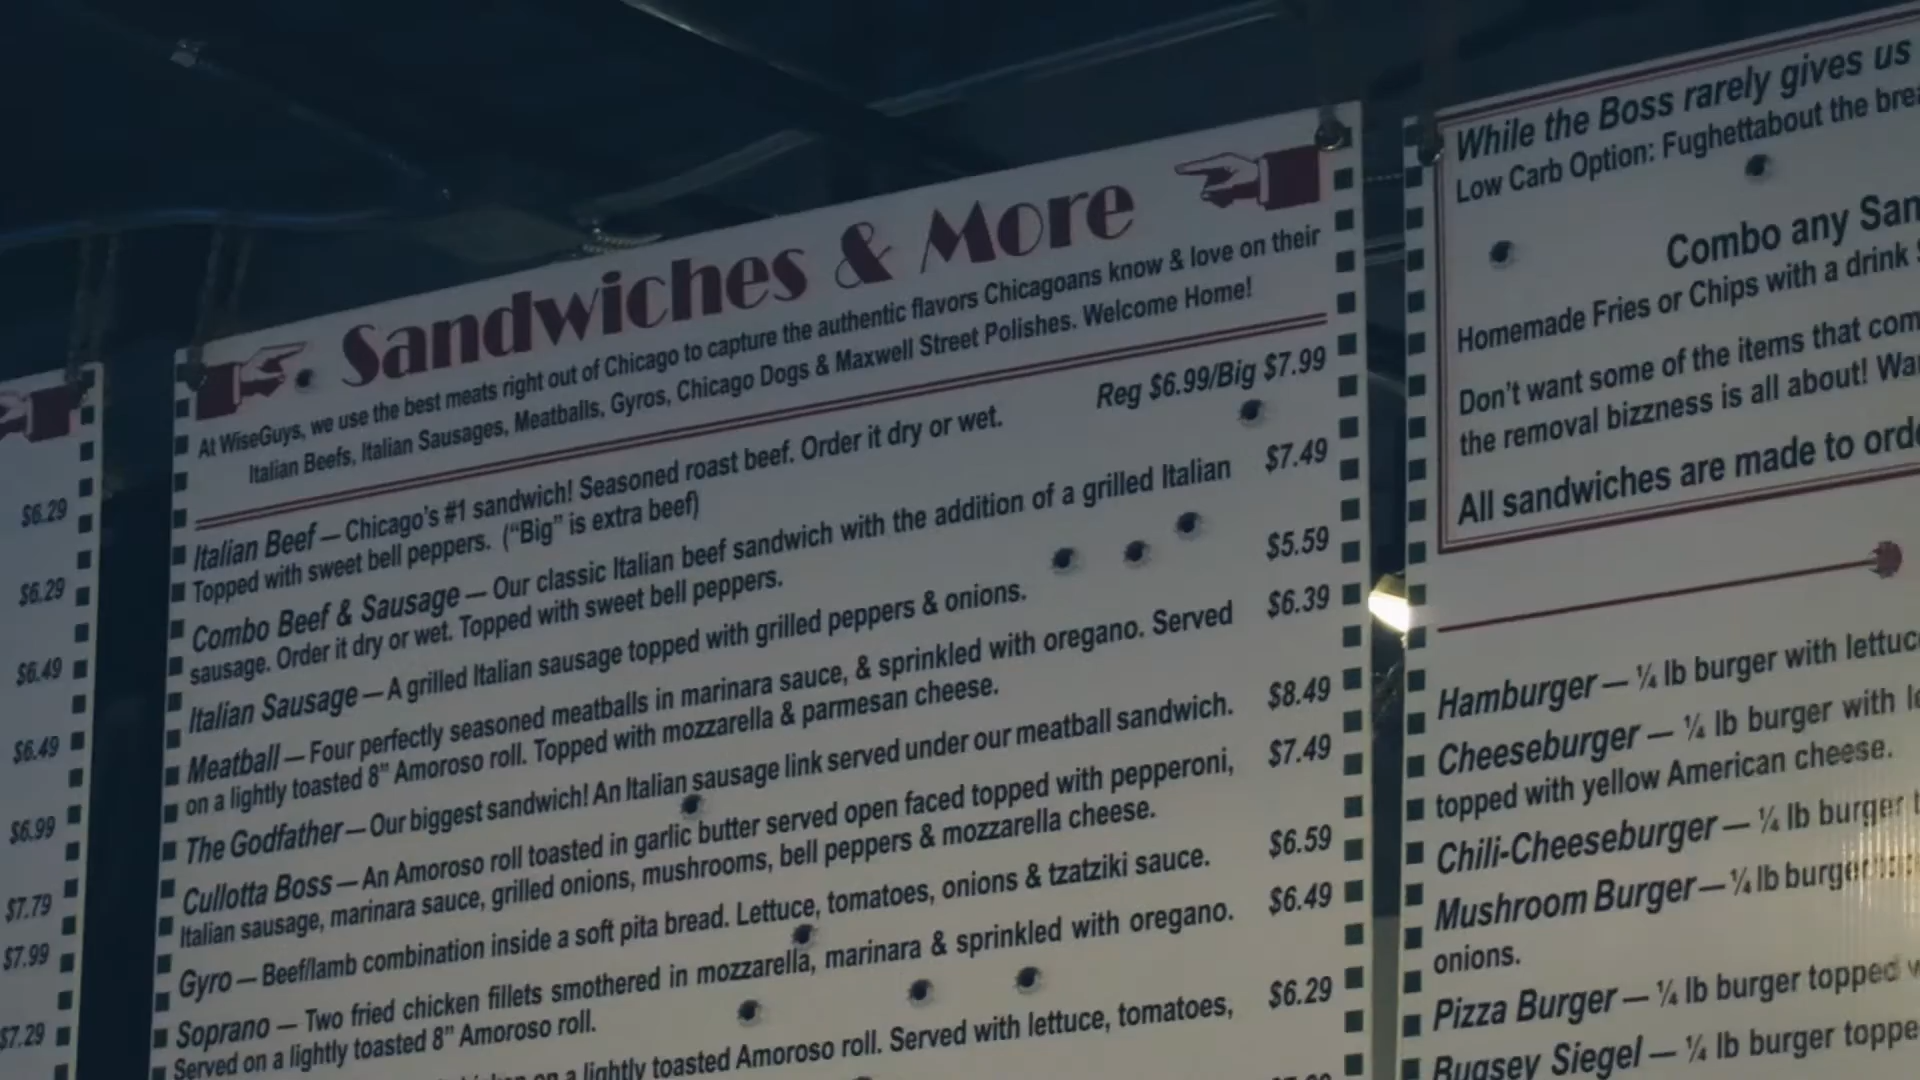 $6.29
$6.29
$6.49
$6.49
$6.99
$7.79
$7.99
$7.29
Sandwiches & More
At WiseGuys, we use the best meats right out of Chicago to capture the authentic flavors Chicagoans know & love on their
Italian Beefs, Italian Sausages, Meatballs, Gyros, Chicago Dogs & Maxwell Street Polishes. Welcome Home!
Italian Beef — Chicago's #1 sandwich! Seasoned roast beef. Order it dry or wet. Reg $6.99/Big $7.99
Topped with sweet bell peppers. ("Big" is extra beef)
Combo Beef & Sausage — Our classic Italian beef sandwich with the addition of a grilled Italian $7.49
sausage. Order it dry or wet. Topped with sweet bell peppers.
Italian Sausage — A grilled Italian sausage topped with grilled peppers & onions. $5.59
Meatball — Four perfectly seasoned meatballs in marinara sauce, & sprinkled with oregano. Served $6.39
on a lightly toasted 8" Amoroso roll. Topped with mozzarella & parmesan cheese.
The Godfather — Our biggest sandwich! An Italian sausage link served under our meatball sandwich. $8.49
Cullotta Boss — An Amoroso roll toasted in garlic butter served open faced topped with pepperoni, $7.49
Italian sausage, marinara sauce, grilled onions, mushrooms, bell peppers & mozzarella cheese.
Gyro — Beef/lamb combination inside a soft pita bread. Lettuce, tomatoes, onions & tzatziki sauce. $6.59
Soprano — Two fried chicken fillets smothered in mozzarella, marinara & sprinkled with oregano. $6.49
Served on a lightly toasted 8" Amoroso roll.
on a lightly toasted Amoroso roll. Served with lettuce, tomatoes, $6.29
While the Boss rarely gives us
Low Carb Option: Fughettabout the
Combo any
Homemade Fries or Chips with a drink
Don't want some of the items that
the removal bizzness is all about!
All sandwiches are made to
Hamburger — ¼ lb burger with
Cheeseburger — ¼ lb burger with
topped with yellow American cheese.
Chili-Cheeseburger — ¼ lb burger
Mushroom Burger — ¼ lb burger
onions.
Pizza Burger — ¼ lb burger topped
Bugsey Siegel — ¼ lb burger